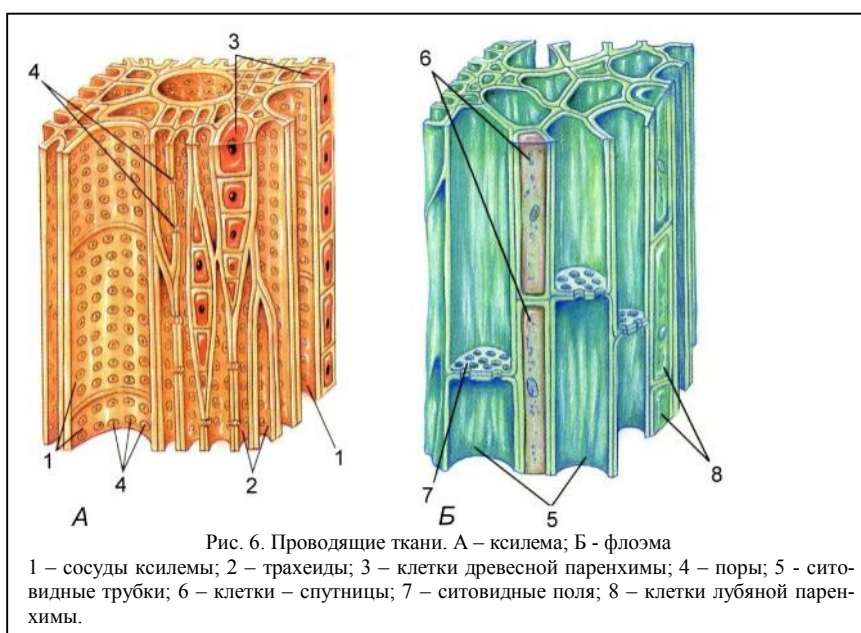 3
6
4
1
4
2
1
7
5
8
А
Б
Рис. 6. Проводящие ткани. А – ксилема; Б - флоэма
1 – сосуды ксилемы; 2 – трахеиды; 3 – клетки древесной паренхимы; 4 – поры; 5 - сито-
видные трубки; 6 – клетки – спутницы; 7 – ситовидные поля; 8 – клетки лубяной парен-
химы.